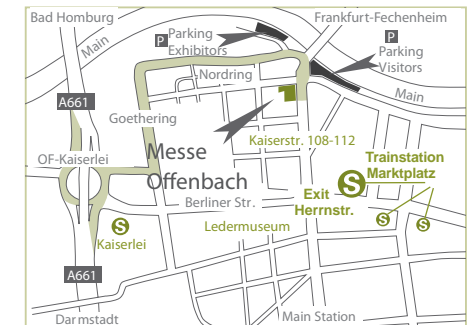 Bad Homburg
Frankfurt-Fechenheim
Main
P
Parking
Exhibitors
P
Parking
Visitors
Nordring
Main
A661
Goethering
Kaiserstr. 108-112
Messe
Offenbach
OF-Kaiserlei
Trainstation
Marktplatz
S
Exit
Herrnstr.
Berliner Str.
S
Kaiserlei
Ledermuseum
S
S
A661
Darmstadt
Main Station